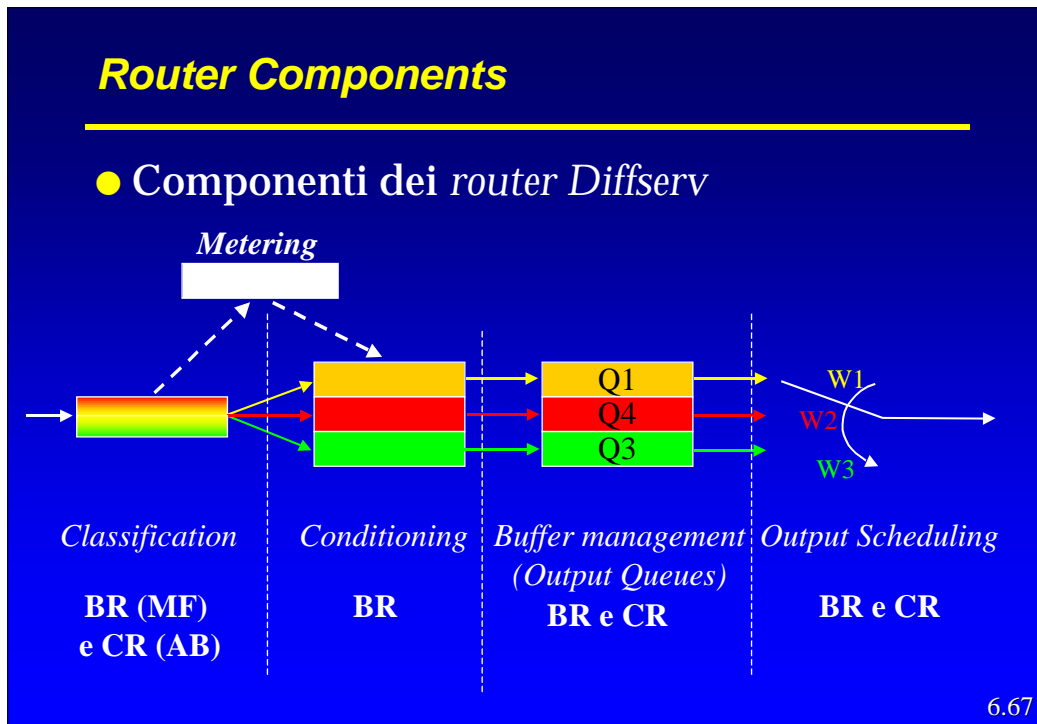 Router Components
Componenti dei router Diffserv
Metering
Q1
Q4
Q3
W1
W2
W3
Classification
BR (MF)
e CR (AB)
Conditioning
BR
Buffer management
(Output Queues)
BR e CR
Output Scheduling
BR e CR
6.67